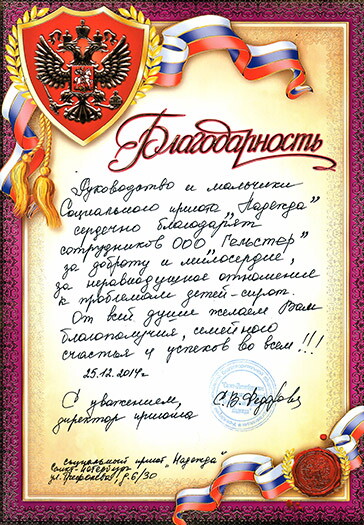 Благодарность
Руководство и мальчики
Социального приюта „Надежда"
сердечно благодарят
сотрудников ООО „Гельстер"
за доброту и милосердие,
за неравнодушное отношение
к проблемам детей-сирот.
От всей души желаем Вам
благополучия, семейного
счастья и успехов во всем!!!
25.12.2014г
С уважением,
директор приюта
социальный приют „Надежда"
Санкт-Петербург
ул. д.6/30